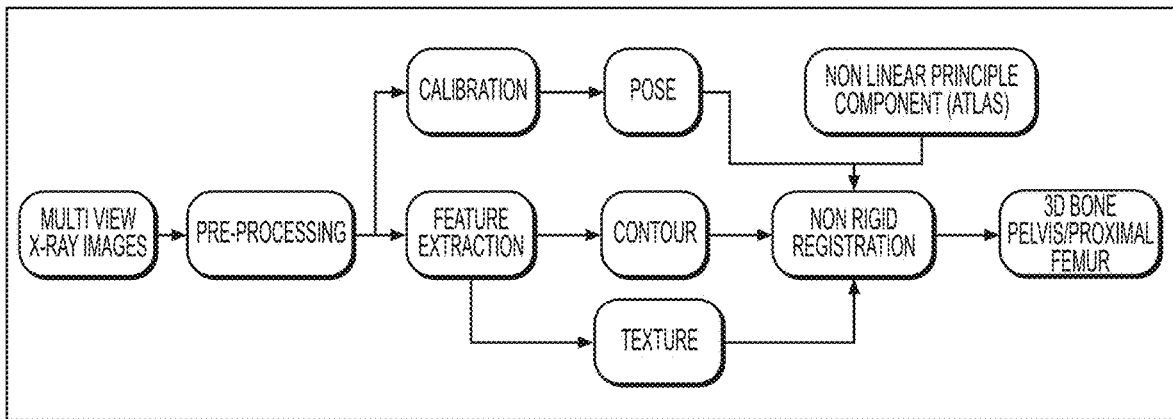 CALIBRATION
POSE
NON LINEAR PRINCIPLE
COMPONENT (ATLAS)
MULTI VIEW
X-RAY IMAGES
PRE-PROCESSING
FEATURE
EXTRACTION
CONTOUR
NON RIGID
REGISTRATION
3D BONE
PELVIS/PROXIMAL
FEMUR
TEXTURE